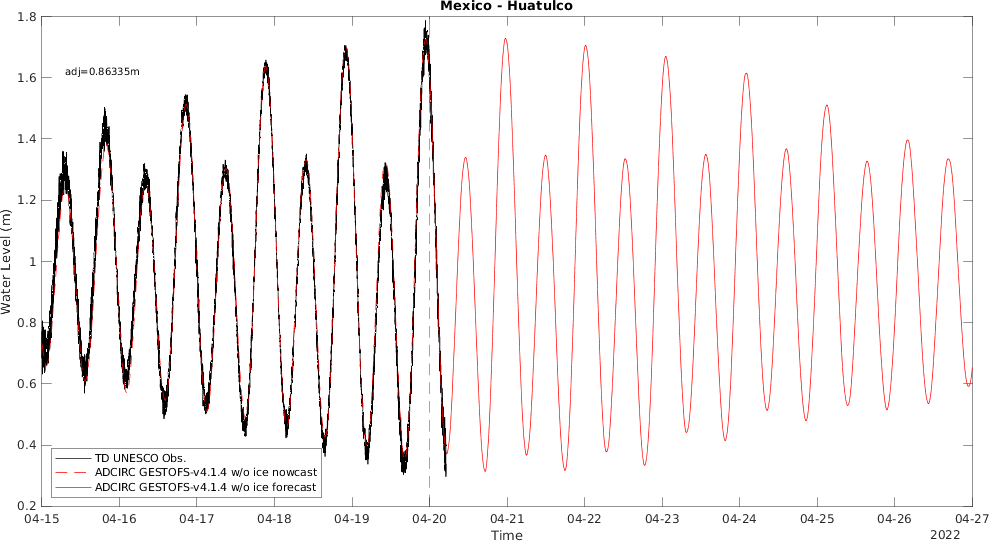 Mexico - Huatulco
1.8
1.6
1.4
1.2
1
0.8
0.6
0.4
0.2
Water Level (m)
adj=0.86335m
TD UNESCO Obs.
ADCIRC GESTOFS-v4.1.4 w/o ice nowcast
ADCIRC GESTOFS-v4.1.4 w/o ice forecast
04-15 04-16 04-17 04-18 04-19 04-20 04-21 04-22 04-23 04-24 04-25 04-26 04-27
Time
2022